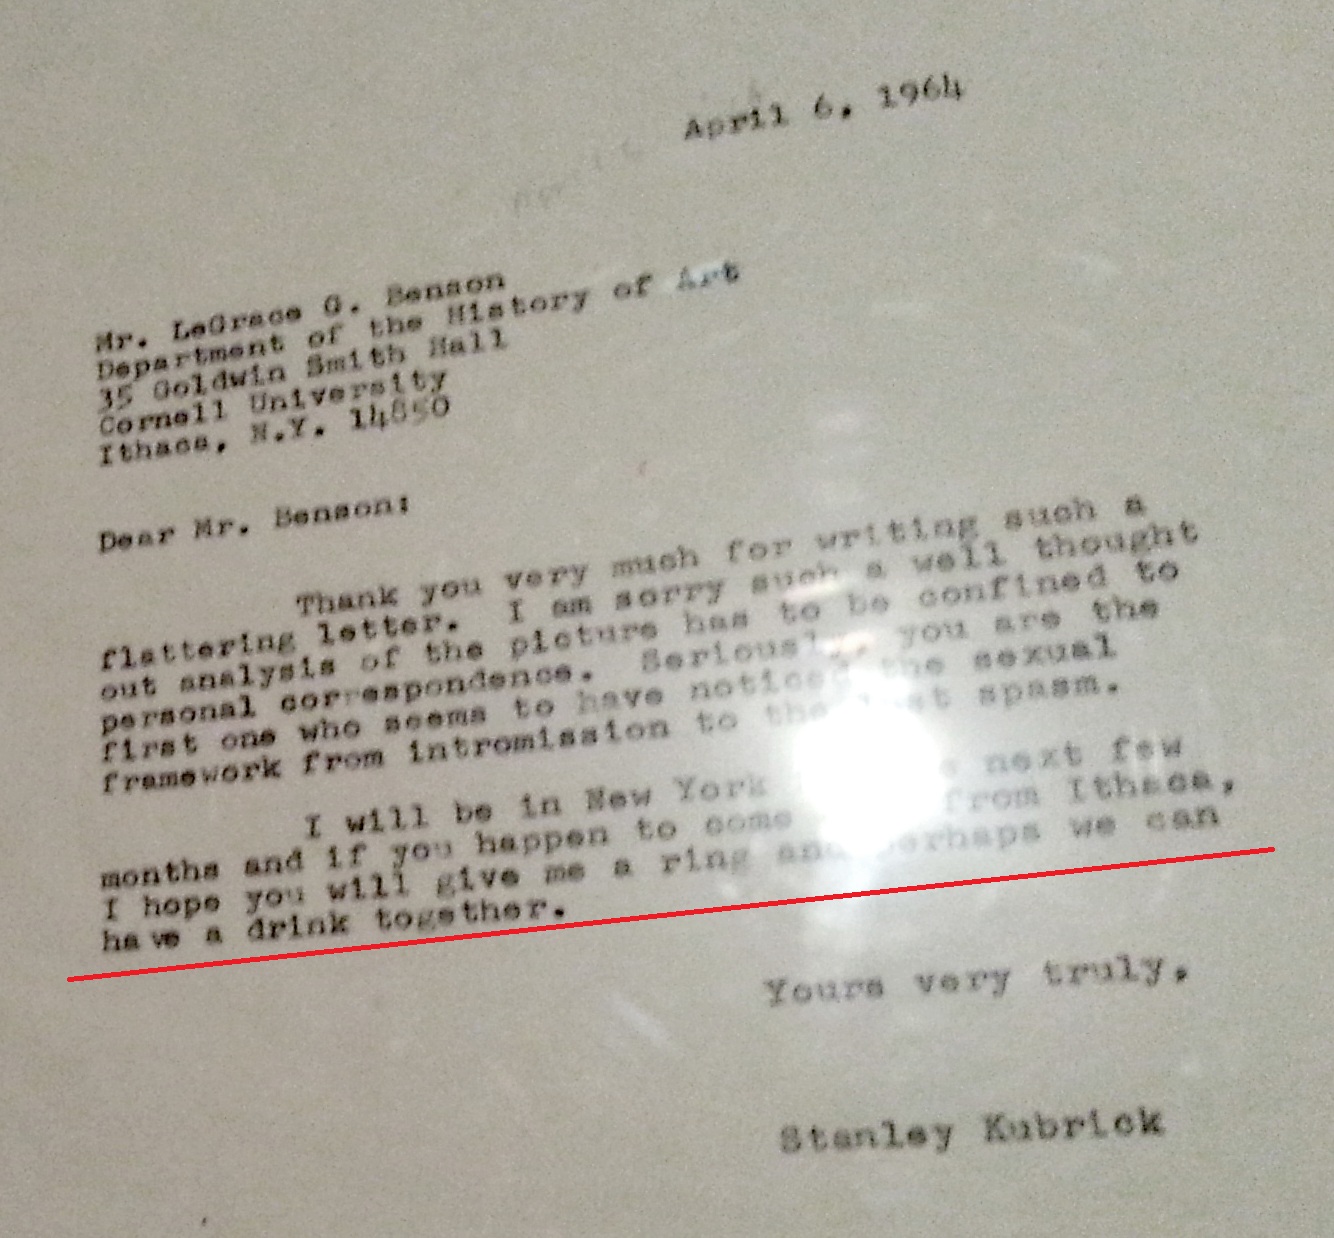 April 6, 1964
Mr. LeGrace G. Benson
Department of the History of Art
35 Goldwin Smith Hall
Cornell University
Ithaca, N.Y. 14850
Dear Mr. Benson:
Thank you very much for writing such a
flattering letter. I am sorry such a well thought
out analysis of the picture has to be confined to
personal correspondence. Seriously, you are the
first one who seems to have noticed the sexual
framework from intromission to the last spasm.
I will be in New York next few
months and if you happen to come from Ithaca,
I hope you will give me a ring and perhaps we can
have a drink together.
Yours very truly,
Stanley Kubrick